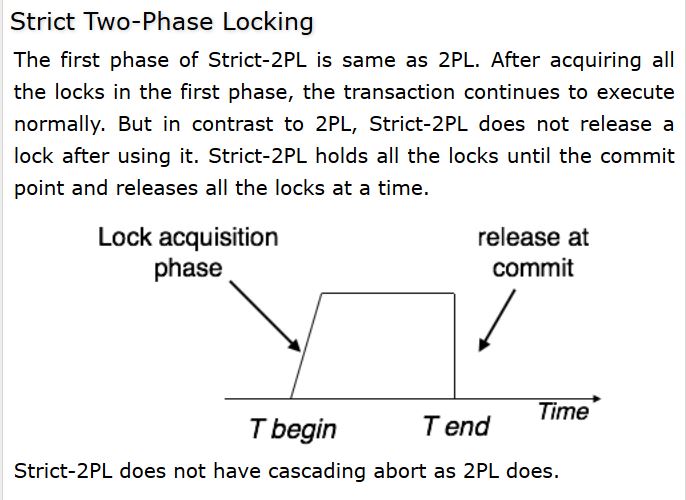 Strict Two-Phase Locking
The first phase of Strict-2PL is same as 2PL. After acquiring all
the locks in the first phase, the transaction continues to execute
normally. But in contrast to 2PL, Strict-2PL does not release a
lock after using it. Strict-2PL holds all the locks until the commit
point and releases all the locks at a time.
Lock acquisition
phase
release at
commit
T begin
T end
Time
Strict-2PL does not have cascading abort as 2PL does.